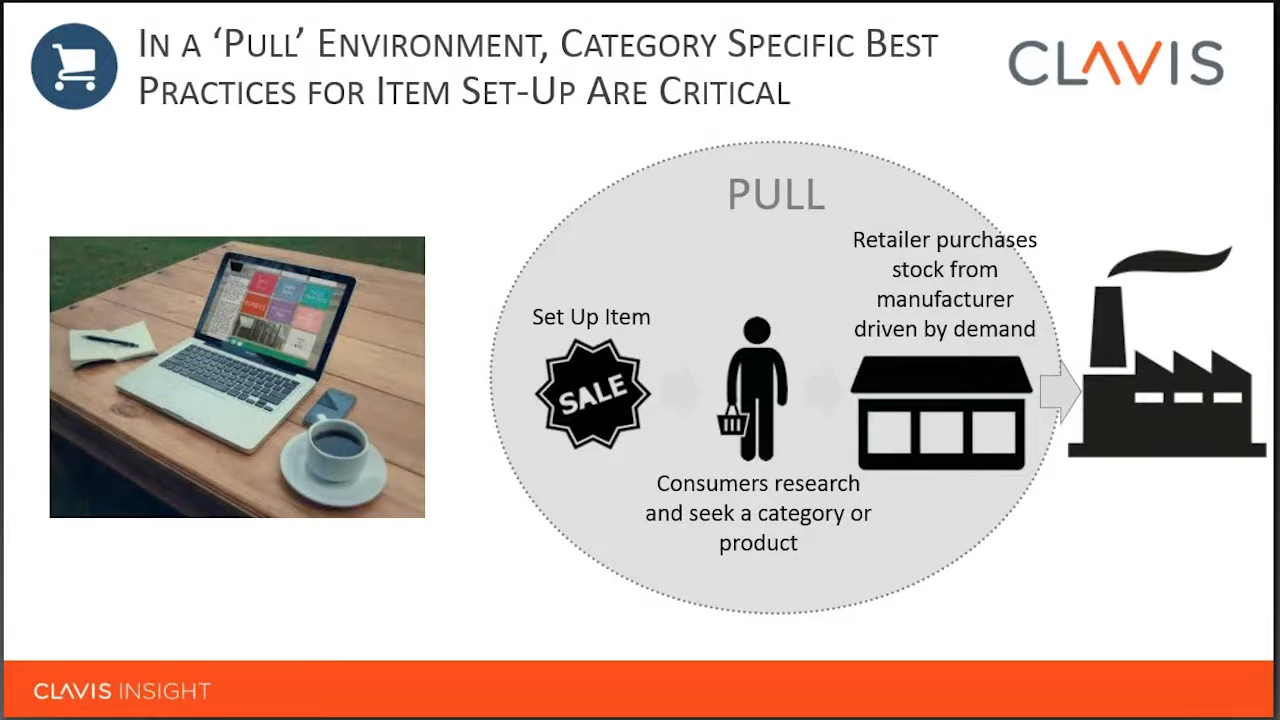 In a ‘Pull’ Environment, Category Specific Best
Practices for Item Set-Up Are Critical
CLAVIS
PULL
Retailer purchases
stock from
manufacturer
driven by demand
Set Up Item
SALE
Consumers research
and seek a category or
product
CLAVIS INSIGHT